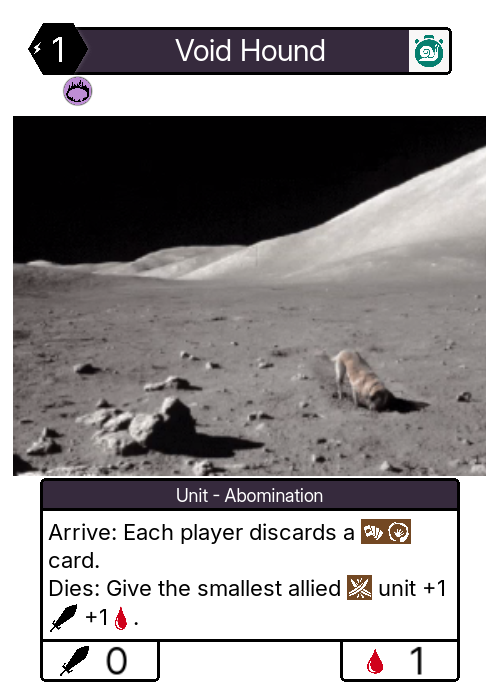 1
Void Hound
Unit - Abomination
Arrive: Each player discards a
card.
Dies: Give the smallest allied unit +1
+1 .
0
1